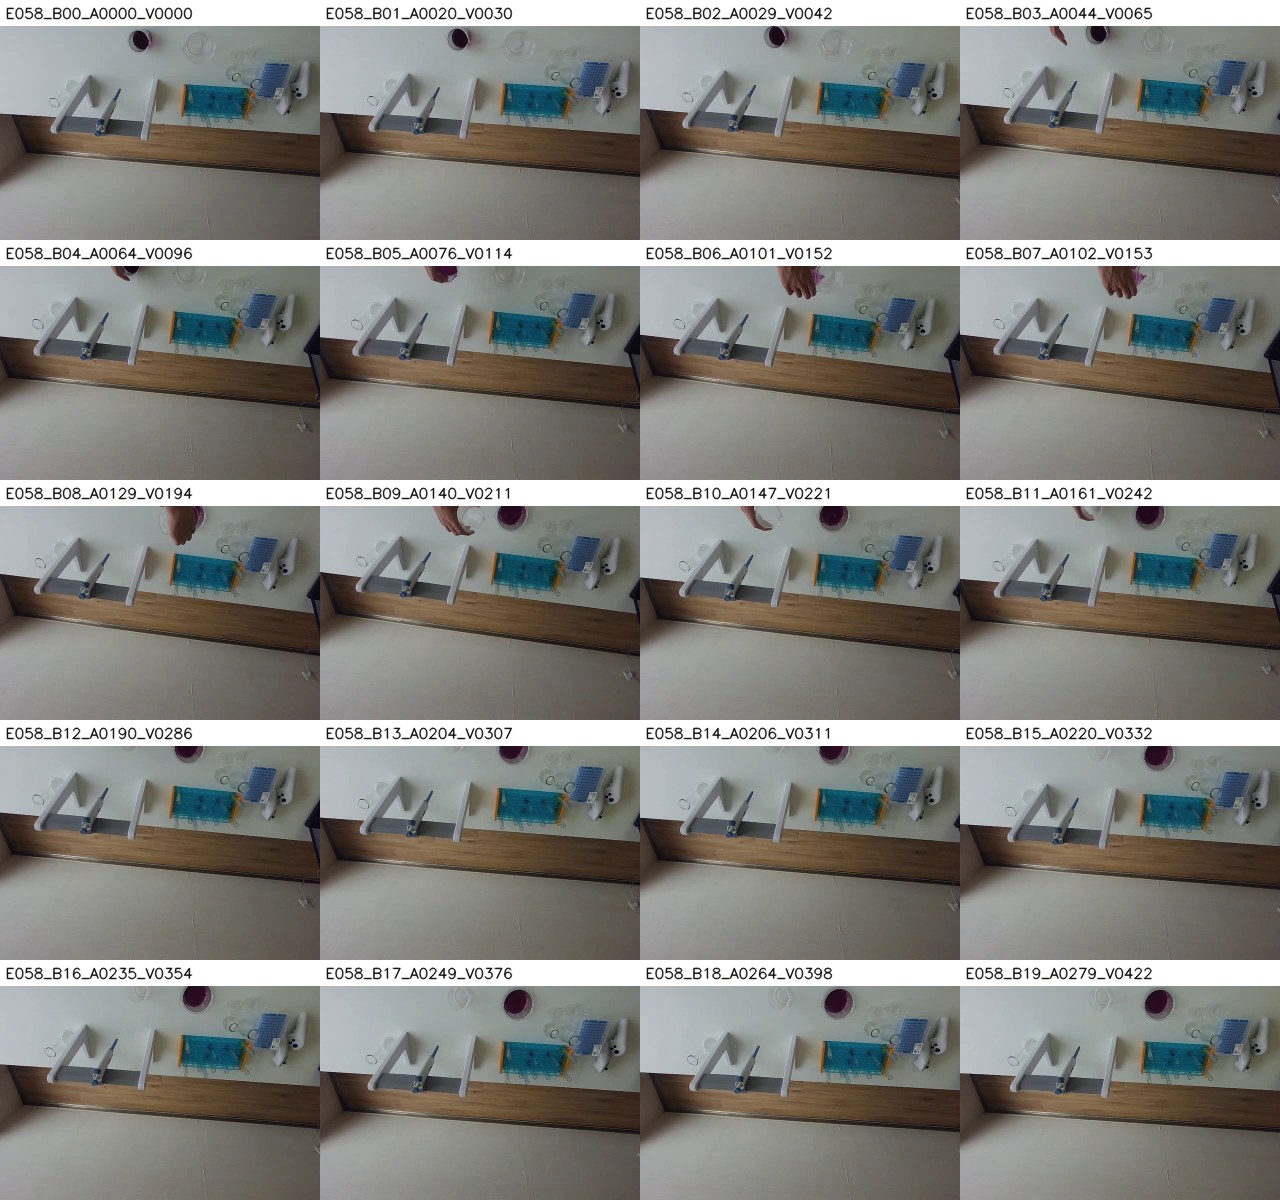 E058_B00_A0000_V0000
E058_B01_A0020_V0030
E058_B02_A0029_V0042
E058_B03_A0044_V0065
E058_B04_A0064_V0096
E058_B05_A0076_V0114
E058_B06_A0101_V0152
E058_B07_A0102_V0153
E058_B08_A0129_V0194
E058_B09_A0140_V0211
E058_B10_A0147_V0221
E058_B11_A0161_V0242
E058_B12_A0190_V0286
E058_B13_A0204_V0307
E058_B14_A0206_V0311
E058_B15_A0220_V0332
E058_B16_A0235_V0354
E058_B17_A0249_V0376
E058_B18_A0264_V0398
E058_B19_A0279_V0422